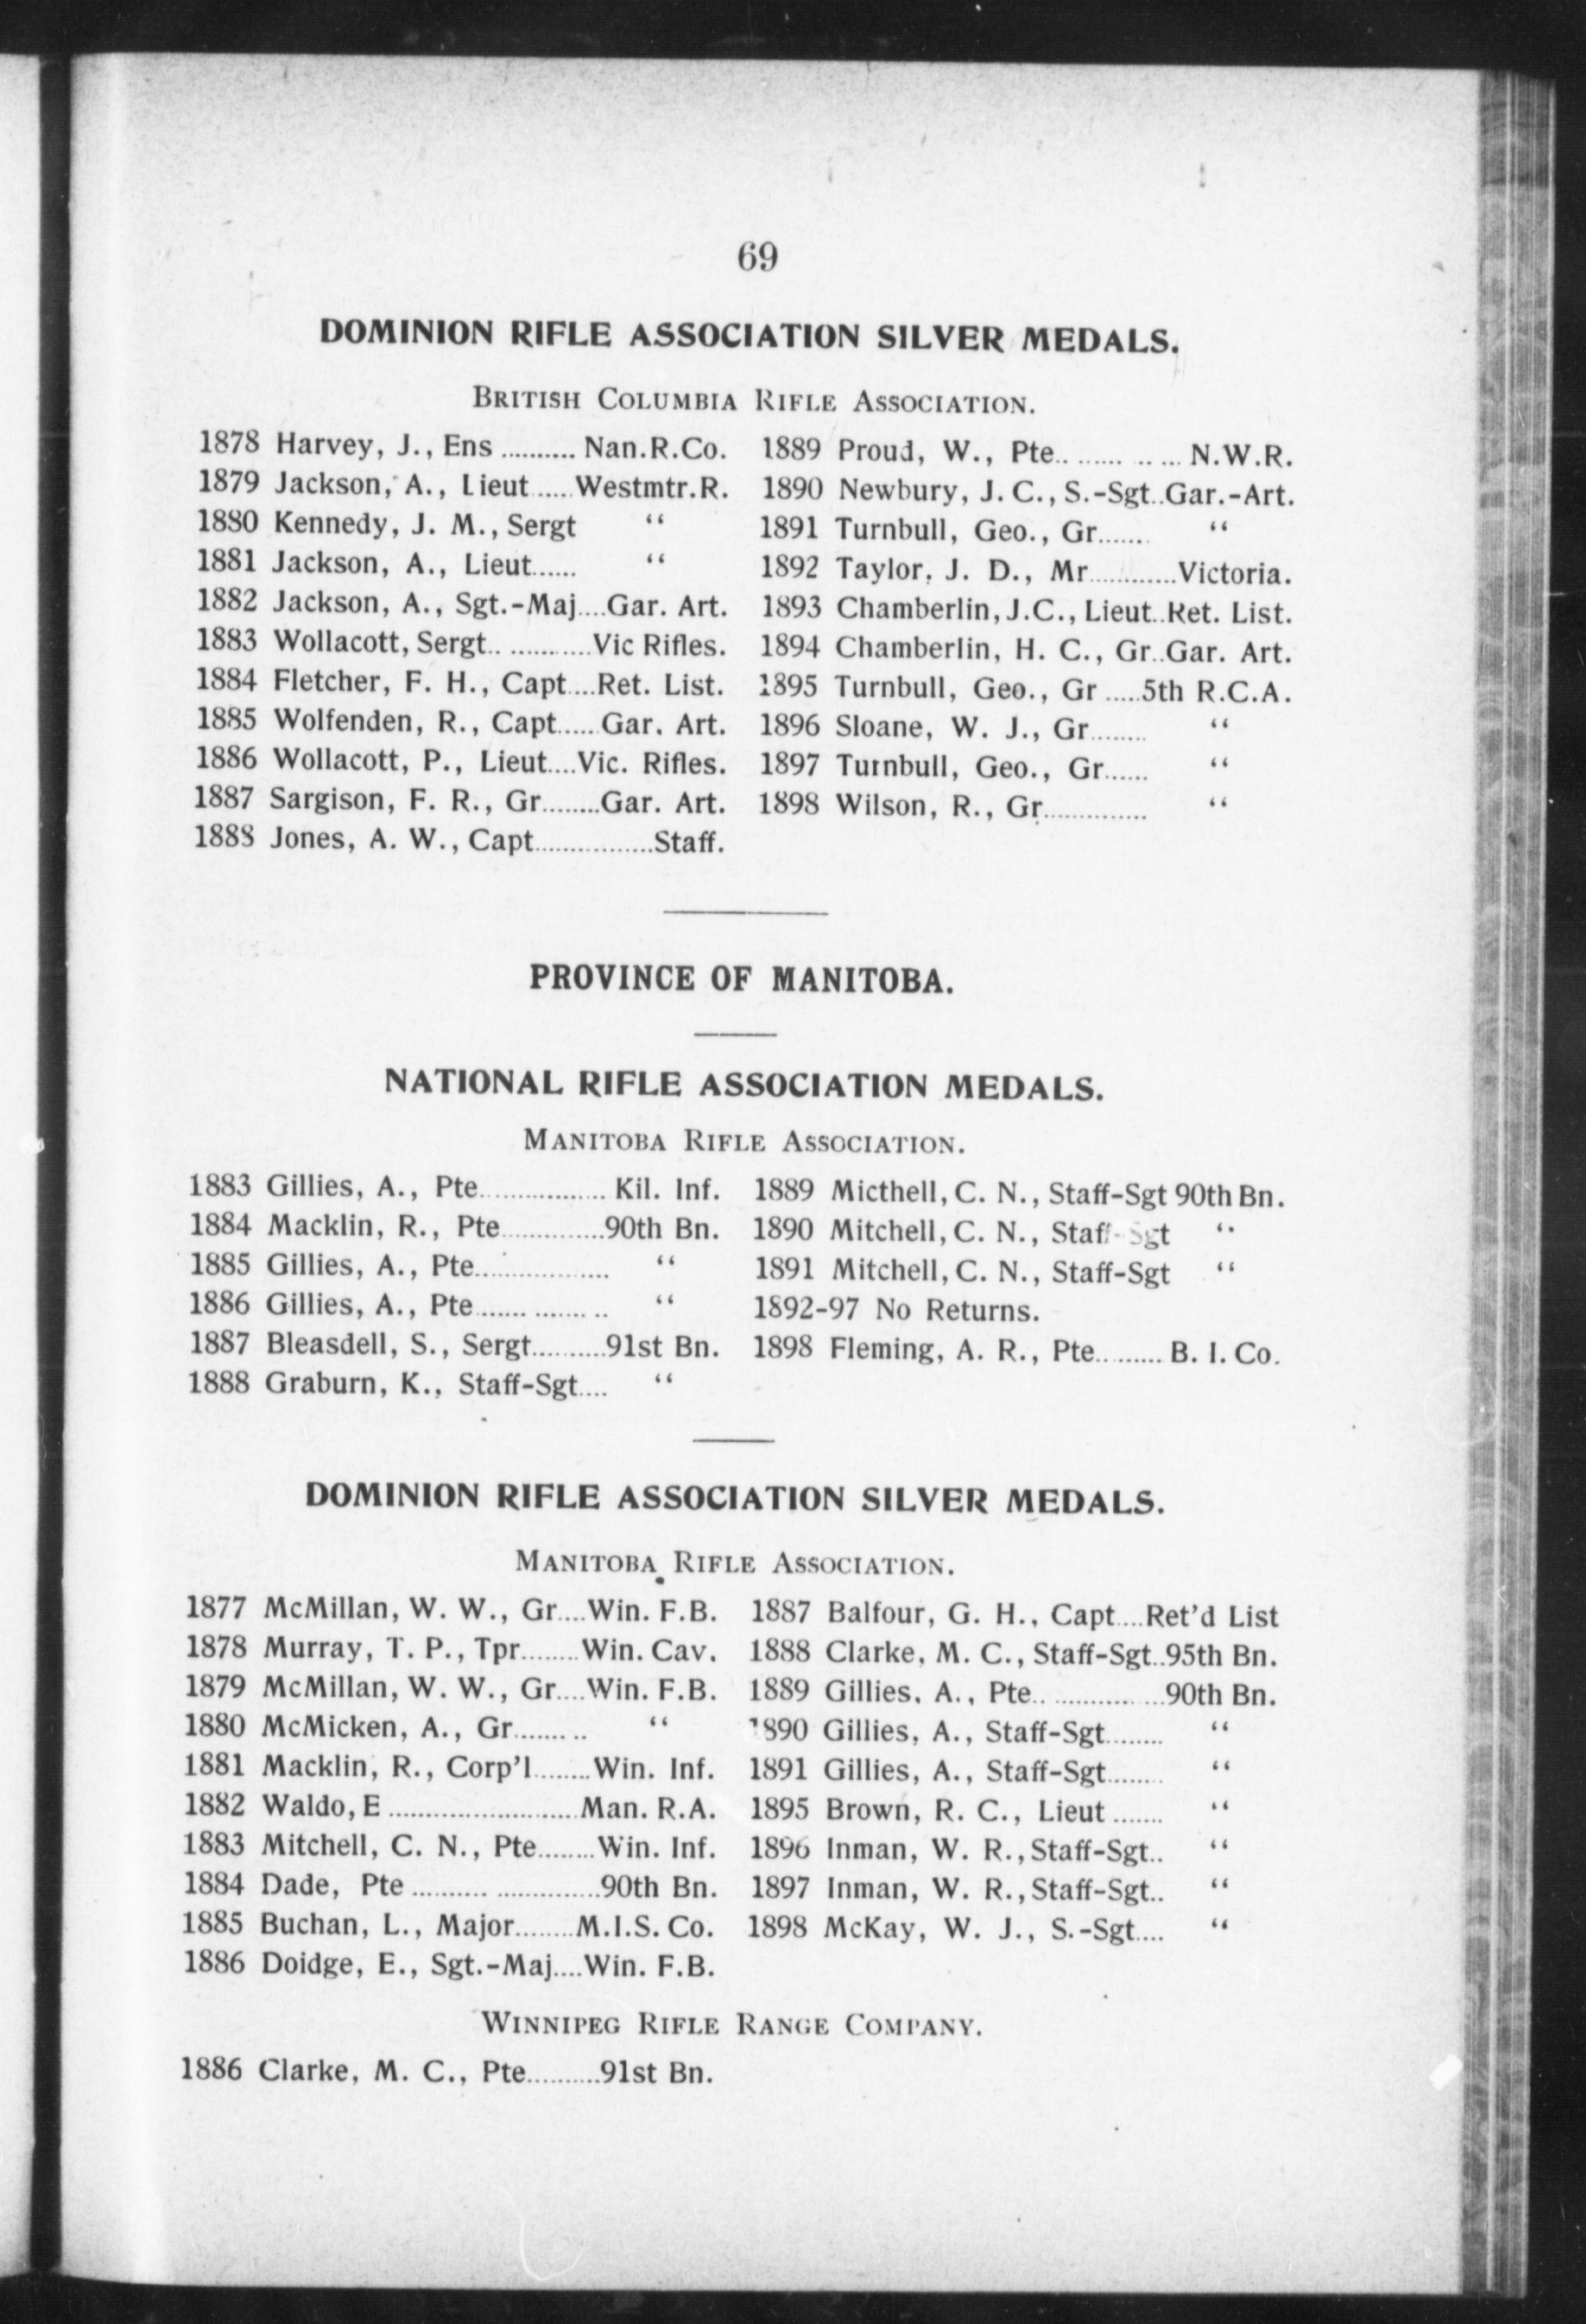 69
DOMINION RIFLE ASSOCIATION SILVER MEDALS.
BRITISH COLUMBIA RIFLE ASSOCIATION.
1878 Harvey, J., Ens .......... Nan.R.Co.
1879 Jackson, A., Lieut.....Westmtr.R.
1880 Kennedy, J. M., Sergt “
1881 Jackson, A., Lieut...... “
1882 Jackson, A., Sgt.-Maj....Gar. Art.
1883 Wollacott, Sergt.. ..........Vic Rifles.
1884 Fletcher, F. H., Capt....Ret. List.
1885 Wolfenden, R., Capt......Gar. Art.
1886 Wollacott, P., Lieut....Vic. Rifles.
1887 Sargison, F. R., Gr........Gar. Art.
1888 Jones, A. W., Capt................Staff.
1889 Proud, W., Pte.. ...... .. ... N.W.R.
1890 Newbury, J. C., S.-Sgt..Gar.-Art.
1891 Turnbull, Geo., Gr....... “
1892 Taylor, J. D., Mr............Victoria.
1893 Chamberlin, J.C., Lieut..Ret. List.
1894 Chamberlin, H. C., Gr..Gar. Art.
1895 Turnbull, Geo., Gr .....5th R.C.A.
1896 Sloane, W. J., Gr........ “
1897 Turnbull, Geo., Gr...... “
1898 Wilson, R., Gr.............. “
PROVINCE OF MANITOBA.
NATIONAL RIFLE ASSOCIATION MEDALS.
MANITOBA RIFLE ASSOCIATION.
1883 Gillies, A., Pte................. Kil. Inf.
1884 Macklin, R., Pte..............90th Bn.
1885 Gillies, A., Pte.................. “
1886 Gillies, A., Pte....... ....... .. “
1887 Bleasdell, S., Sergt..........91st Bn.
1888 Graburn, K., Staff-Sgt.... “
1889 Micthell, C. N., Staff-Sgt 90th Bn.
1890 Mitchell, C. N., Staff-Sgt “
1891 Mitchell, C. N., Staff-Sgt “
1892-97 No Returns.
1898 Fleming, A. R., Pte......... B. I. Co.
DOMINION RIFLE ASSOCIATION SILVER MEDALS.
MANITOBA RIFLE ASSOCIATION.
1877 McMillan, W. W., Gr....Win. F.B.
1878 Murray, T. P., Tpr........Win. Cav.
1879 McMillan, W. W., Gr....Win. F.B.
1880 McMicken, A., Gr........ .. “
1881 Macklin, R., Corp’l........Win. Inf.
1882 Waldo, E ..........................Man. R.A.
1883 Mitchell, C. N., Pte........Win. Inf.
1884 Dade, Pte .......... ..............90th Bn.
1885 Buchan, L., Major........M.I.S. Co.
1886 Doidge, E., Sgt.-Maj....Win. F.B.
1887 Balfour, G. H., Capt....Ret’d List
1888 Clarke, M. C., Staff-Sgt..95th Bn.
1889 Gillies, A., Pte.. ...............90th Bn.
1890 Gillies, A., Staff-Sgt........ “
1891 Gillies, A., Staff-Sgt........ “
1895 Brown, R. C., Lieut ....... “
1896 Inman, W. R., Staff-Sgt.. “
1897 Inman, W. R., Staff-Sgt.. “
1898 McKay, W. J., S.-Sgt.... “
WINNIPEG RIFLE RANGE COMPANY.
1886 Clarke, M. C., Pte..........91st Bn.